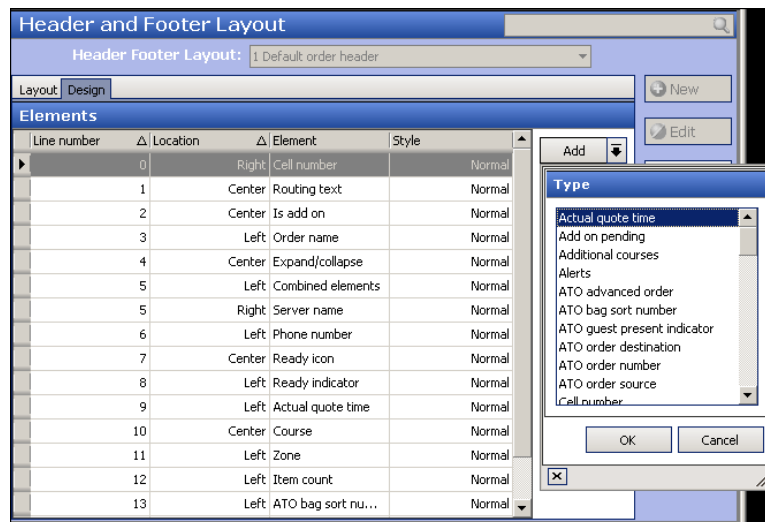 Header and Footer Layout
Header Footer Layout: 1 Default order header
Layout Design
New
Elements
Edit
Line number Location Element Style
Add
0 Right Cell number Normal
Type
1 Center Routing text Normal
2 Center Is add on Normal
3 Left Order name Normal
4 Center Expand/collapse Normal
5 Left Combined elements Normal
5 Right Server name Normal
6 Left Phone number Normal
7 Center Ready icon Normal
8 Left Ready indicator Normal
9 Left Actual quote time Normal
10 Center Course Normal
11 Left Zone Normal
12 Left Item count Normal
13 Left ATO bag sort nu... Normal
Actual quote time
Add on pending
Additional courses
Alerts
ATO advanced order
ATO bag sort number
ATO guest present indicator
ATO order destination
ATO order number
ATO order source
Cell number
OK Cancel